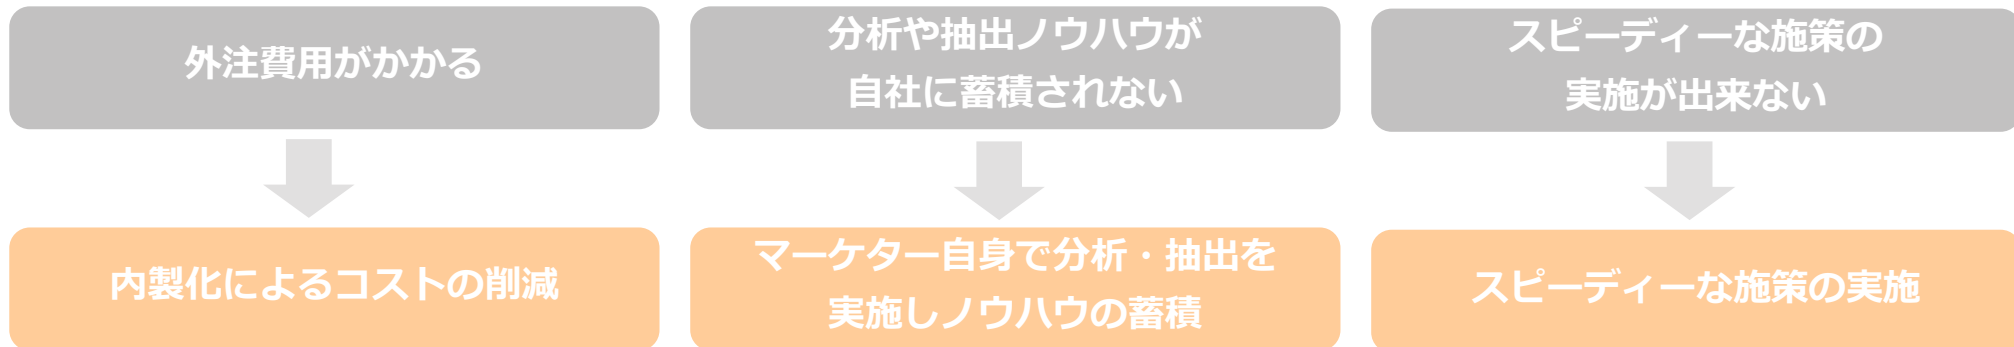 外注費用がかかる
分析や抽出ノウハウが
自社に蓄積されない
スピーディーな施策の
実施が出来ない
内製化によるコストの削減
マーケター自身で分析・抽出を
実施しノウハウの蓄積
スピーディーな施策の実施